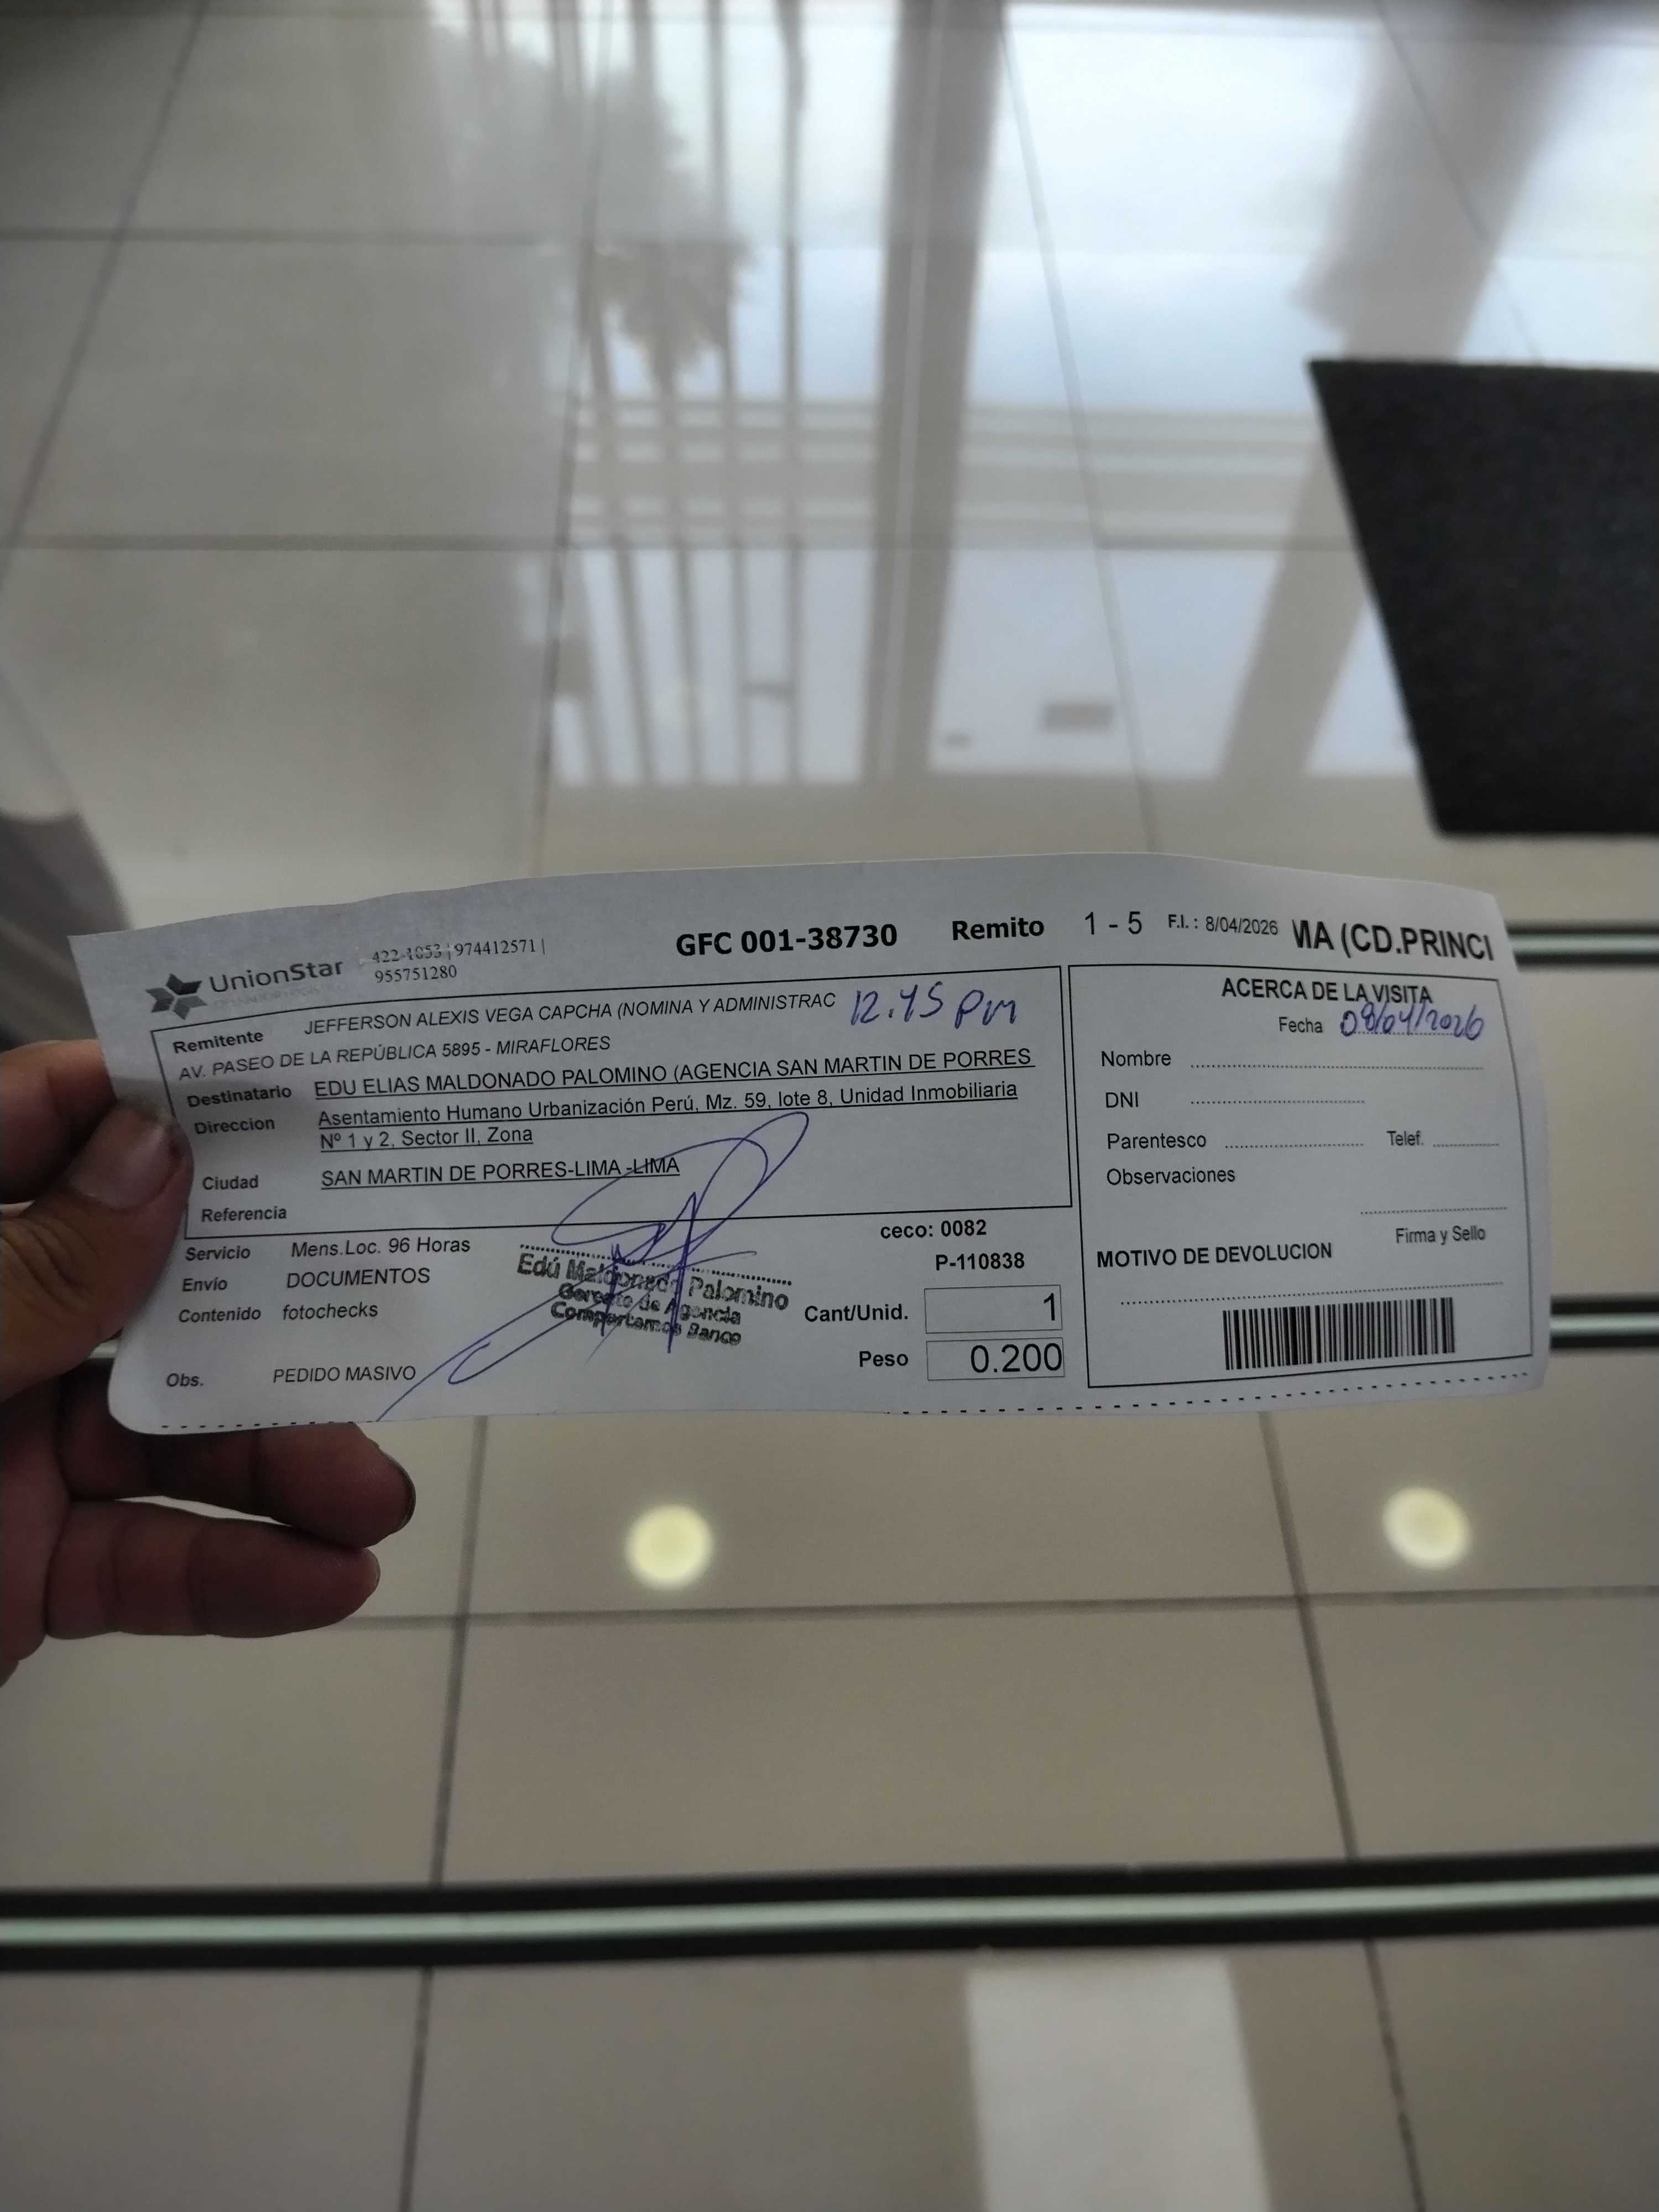 UnionStar
422-1053 | 974412571 |
955751280
GFC 001-38730 Remito 1 - 5 F.I. : 8/04/2026 MA (CD.PRINCI
Remitente JEFFERSON ALEXIS VEGA CAPCHA (NOMINA Y ADMINISTRAC 12.45 pm
AV. PASEO DE LA REPÚBLICA 5895 - MIRAFLORES
Destinatario EDU ELIAS MALDONADO PALOMINO (AGENCIA SAN MARTIN DE PORRES
Direccion Asentamiento Humano Urbanización Perú, Mz. 59, lote 8, Unidad Inmobiliaria
Nº 1 y 2, Sector II, Zona
Ciudad SAN MARTIN DE PORRES-LIMA -LIMA
Referencia
Servicio Mens.Loc. 96 Horas
Envío DOCUMENTOS
Contenido fotochecks
Obs. PEDIDO MASIVO
Edú Maldonado Palomino
Gerente de Agencia
Compartamos Banco
ceco: 0082
P-110838
Cant/Unid. 1
Peso 0.200
ACERCA DE LA VISITA
Fecha 08/04/2026
Nombre
DNI
Parentesco Telef.
Observaciones
Firma y Sello
MOTIVO DE DEVOLUCION